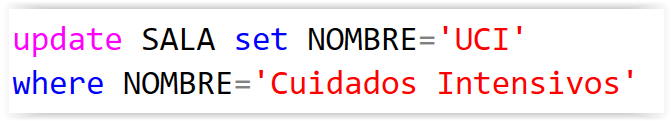 update SALA set NOMBRE='UCI'
where NOMBRE='Cuidados Intensivos'